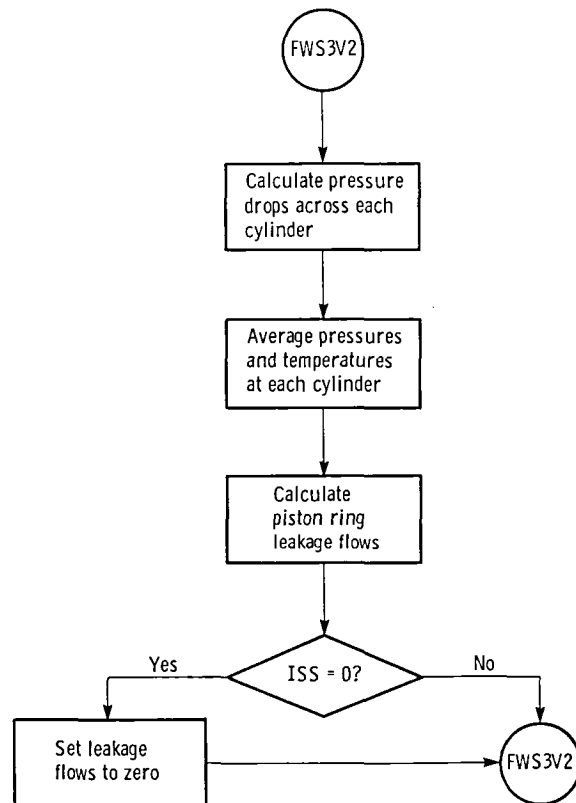 FWS3V2
Calculate pressure
drops across each
cylinder
Average pressures
and temperatures
at each cylinder
Calculate
piston ring
leakage flows
ISS = 0?
Yes
No
Set leakage
flows to zero
FWS3V2